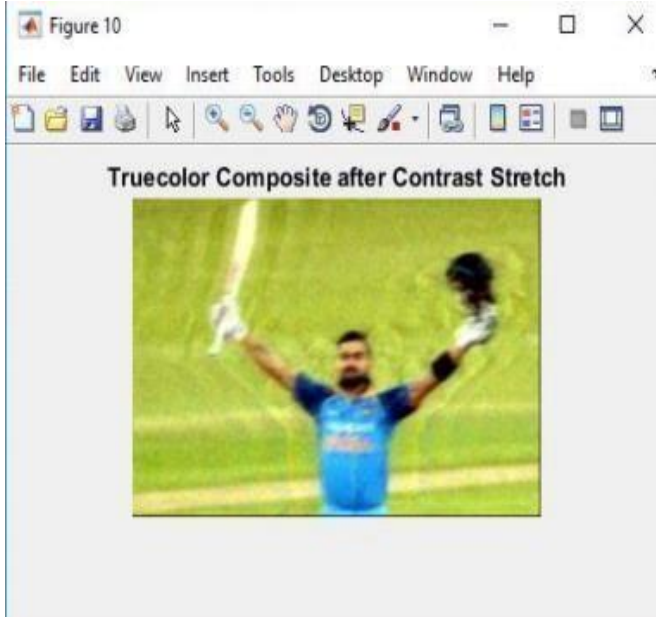 Figure 10
File Edit View Insert Tools Desktop Window Help
Truecolor Composite after Contrast Stretch